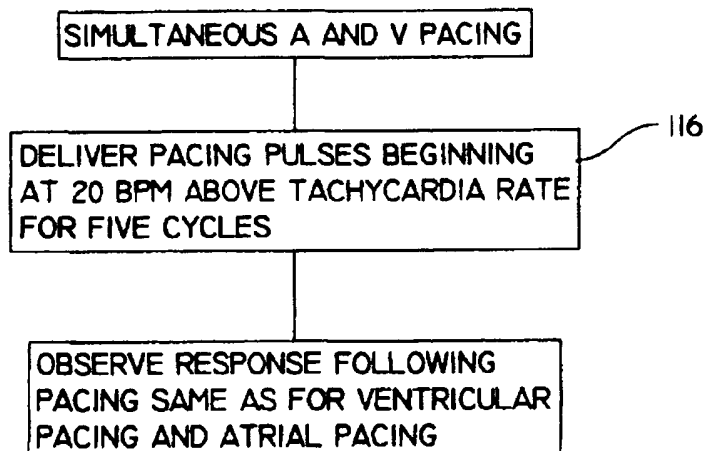 SIMULTANEOUS A AND V PACING
116
DELIVER PACING PULSES BEGINNING
AT 20 BPM ABOVE TACHYCARDIA RATE
FOR FIVE CYCLES
OBSERVE RESPONSE FOLLOWING
PACING SAME AS FOR VENTRICULAR
PACING AND ATRIAL PACING